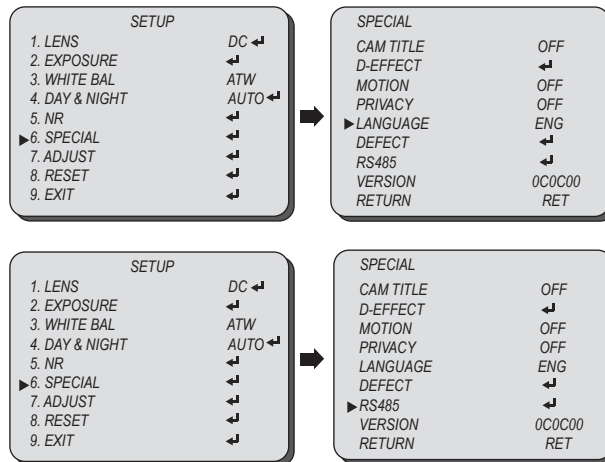 SETUP
1. LENS DC
2. EXPOSURE
3. WHITE BAL ATW
4. DAY & NIGHT AUTO
5. NR
6. SPECIAL
7. ADJUST
8. RESET
9. EXIT
SPECIAL
CAM TITLE OFF
D-EFFECT
MOTION OFF
PRIVACY OFF
LANGUAGE ENG
DEFECT
RS485
VERSION 0C0C00
RETURN RET
SETUP
1. LENS DC
2. EXPOSURE
3. WHITE BAL ATW
4. DAY & NIGHT AUTO
5. NR
6. SPECIAL
7. ADJUST
8. RESET
9. EXIT
SPECIAL
CAM TITLE OFF
D-EFFECT
MOTION OFF
PRIVACY OFF
LANGUAGE ENG
DEFECT
RS485
VERSION 0C0C00
RETURN RET